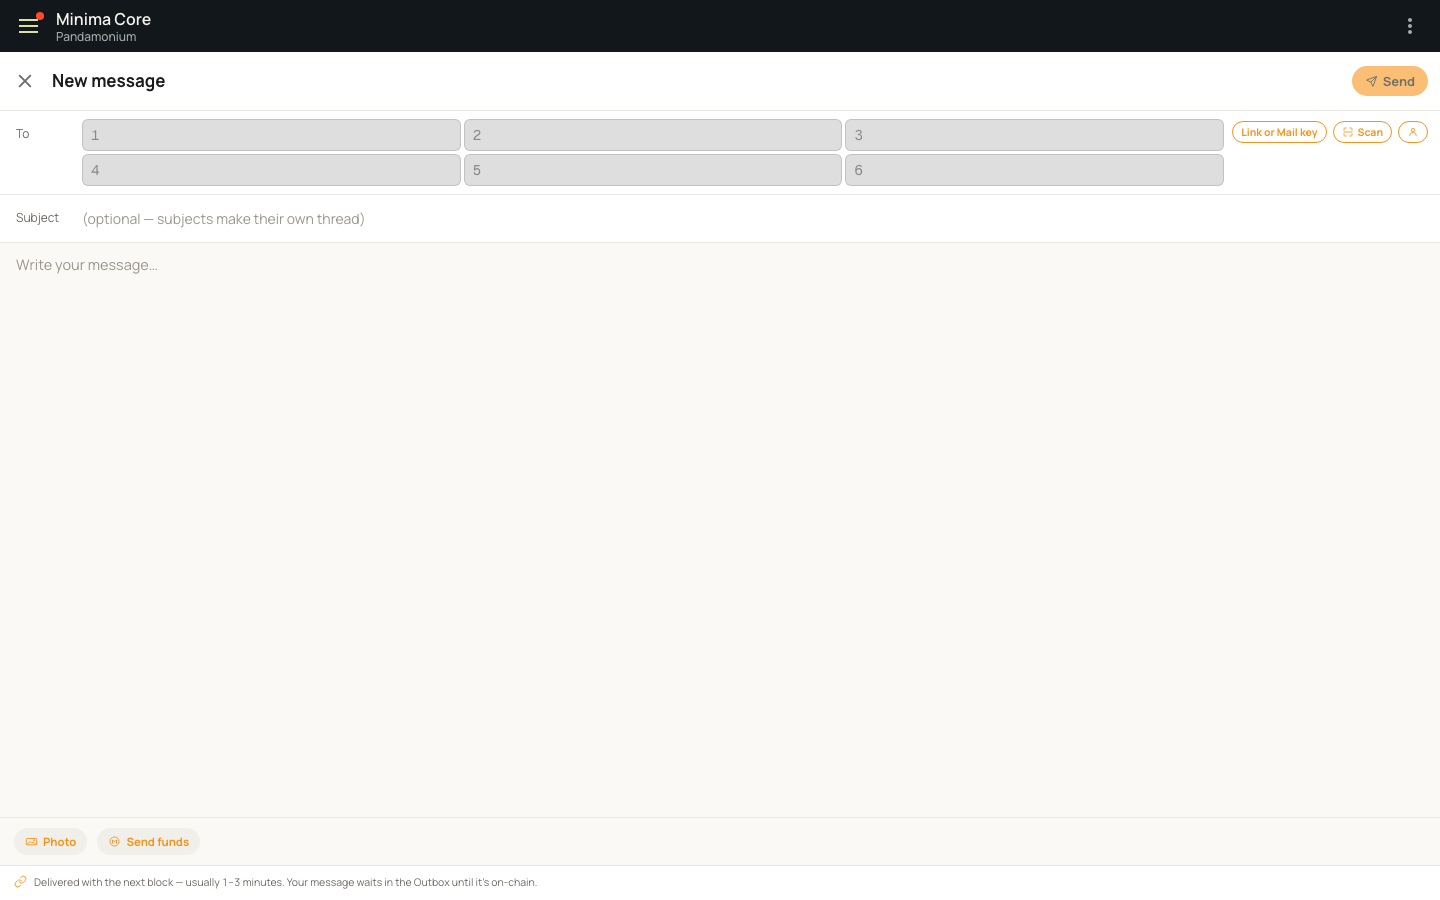 Minima Core
Pandamonium
New message
Send
To
1
2
3
Link or Mail key
Scan
4
5
6
Subject
(optional — subjects make their own thread)
Write your message…
Photo
Send funds
Delivered with the next block — usually 1–3 minutes. Your message waits in the Outbox until it's on-chain.